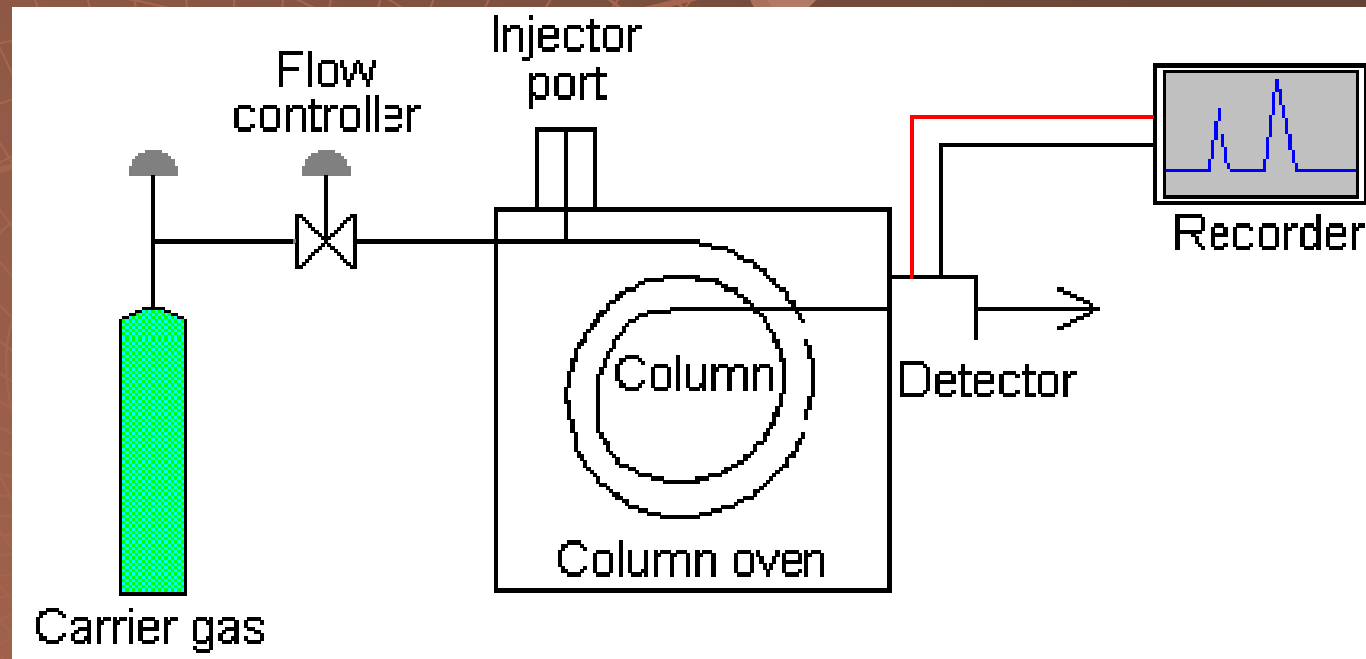 Injector
port
Flow
controller
Recorder
Column
Detector
Column oven
Carrier gas